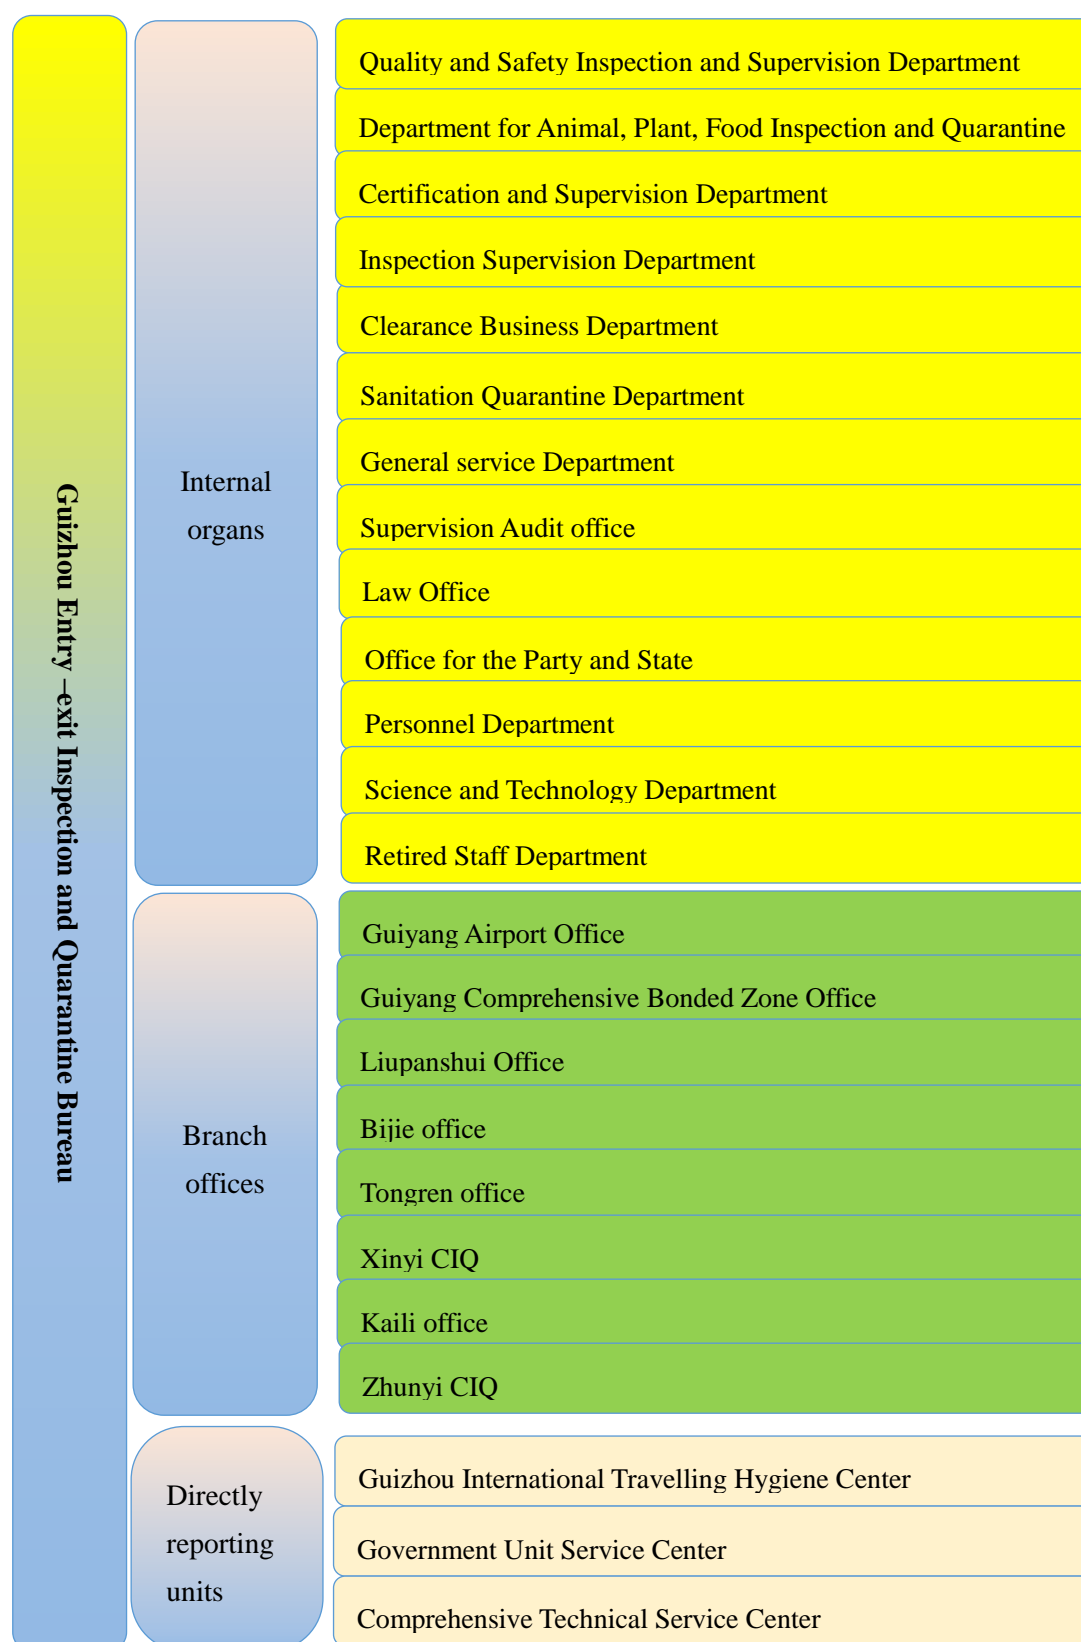 Guizhou Entry –exit Inspection and Quarantine Bureau
Internal
organs
Quality and Safety Inspection and Supervision Department
Department for Animal, Plant, Food Inspection and Quarantine
Certification and Supervision Department
Inspection Supervision Department
Clearance Business Department
Sanitation Quarantine Department
General service Department
Supervision Audit office
Law Office
Office for the Party and State
Personnel Department
Science and Technology Department
Retired Staff Department
Branch
offices
Guiyang Airport Office
Guiyang Comprehensive Bonded Zone Office
Liupanshui Office
Bijie office
Tongren office
Xinyi CIQ
Kaili office
Zhunyi CIQ
Directly
reporting
units
Guizhou International Travelling Hygiene Center
Government Unit Service Center
Comprehensive Technical Service Center